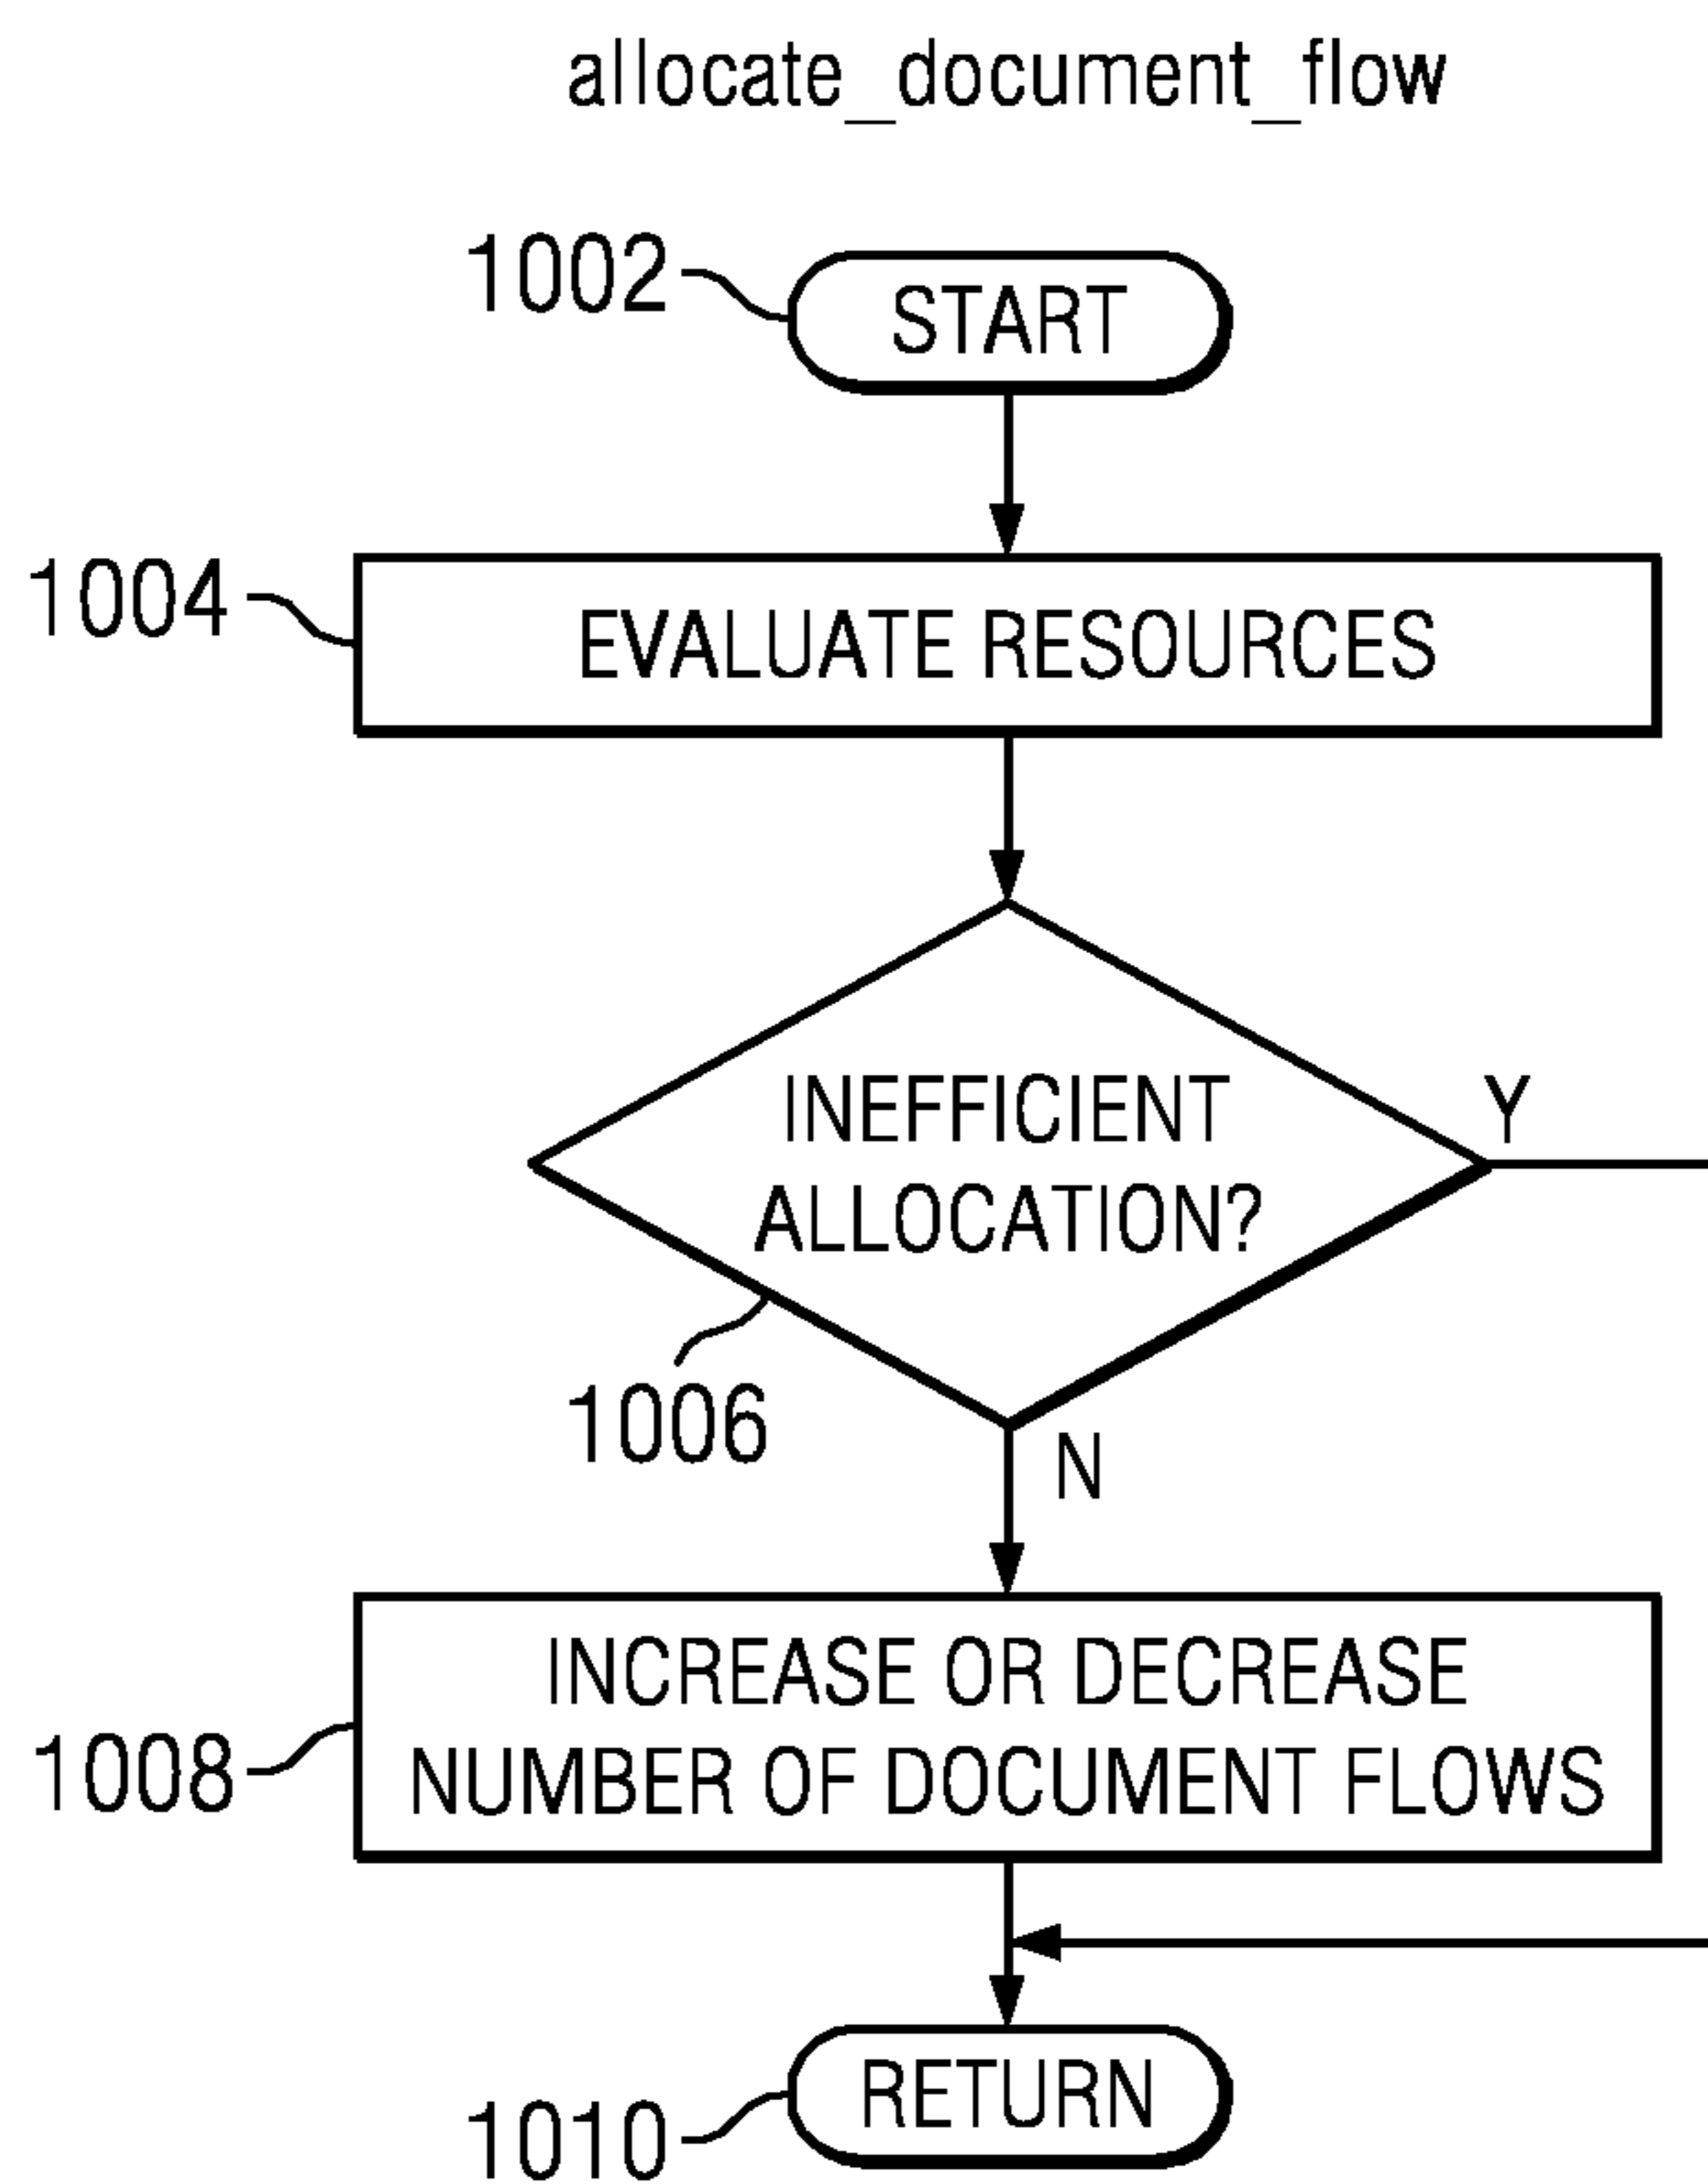 allocate_document_flow
1002
START
1004
EVALUATE RESOURCES
INEFFICIENT
ALLOCATION?
Y
1006
N
INCREASE OR DECREASE
NUMBER OF DOCUMENT FLOWS
1008
RETURN
1010